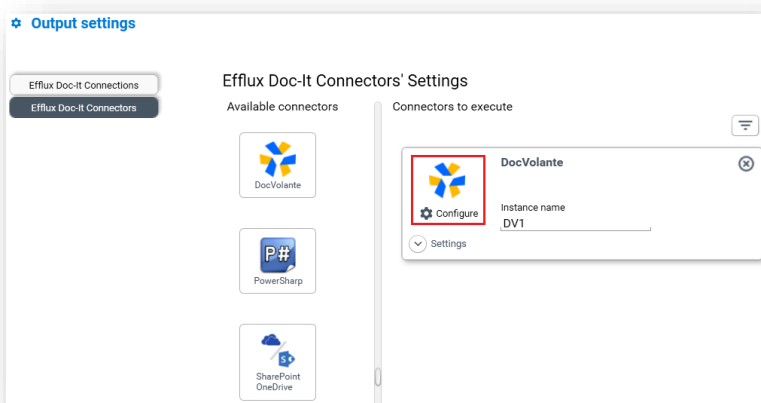 Output settings
Efflux Doc-It Connections
Efflux Doc-It Connectors
Efflux Doc-It Connectors' Settings
Available connectors
Connectors to execute
DocVolante
P#
PowerSharp
S
SharePoint
OneDrive
DocVolante
Configure
Instance name
DV1
Settings